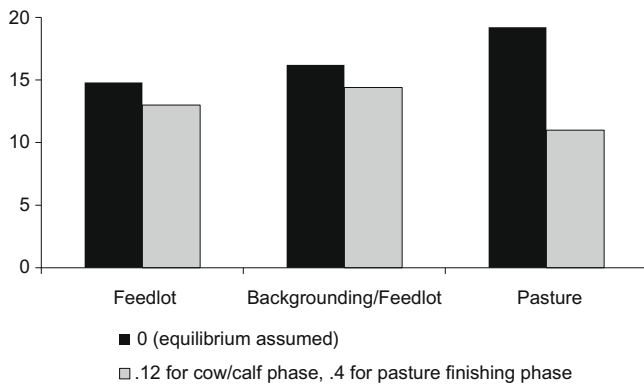 20
15
10
5
0
Feedlot Backgrounding/Feedlot Pasture
0 (equilibrium assumed)
.12 for cow/calf phase, .4 for pasture finishing phase